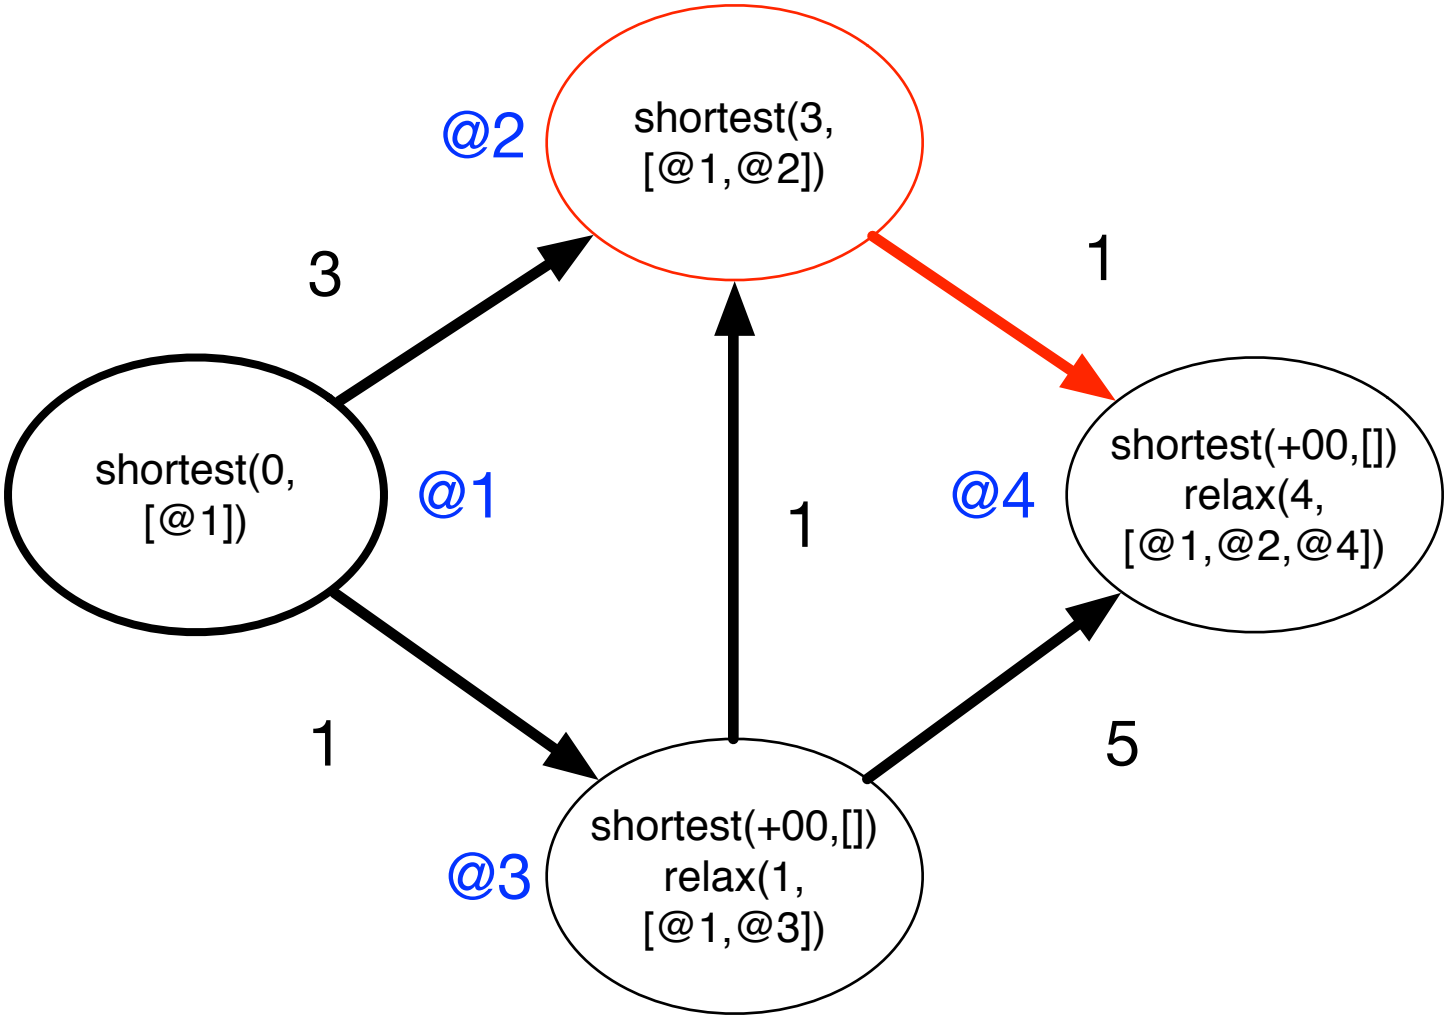 @2
shortest(3,
[@1,@2])
3
1
shortest(0,
[@1])
@1
1
@4
shortest(+00,[])
relax(4,
[@1,@2,@4])
1
5
@3
shortest(+00,[])
relax(1,
[@1,@3])